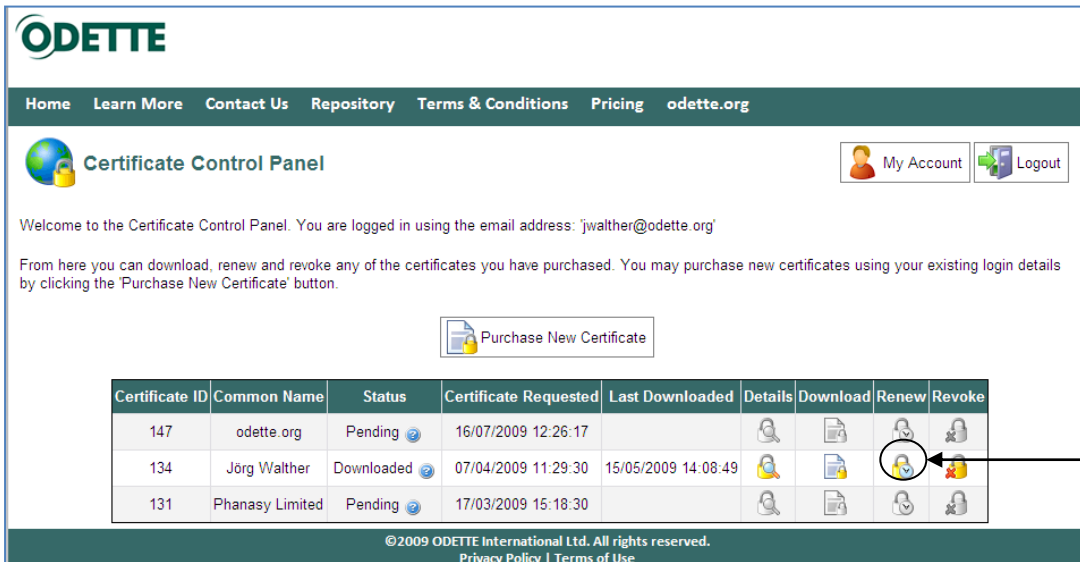 ODETTE
Home Learn More Contact Us Repository Terms & Conditions Pricing odette.org
Certificate Control Panel
My Account Logout
Welcome to the Certificate Control Panel. You are logged in using the email address: 'jwalther@odette.org'
From here you can download, renew and revoke any of the certificates you have purchased. You may purchase new certificates using your existing login details
by clicking the 'Purchase New Certificate' button.
Purchase New Certificate
Certificate ID Common Name Status Certificate Requested Last Downloaded Details Download Renew Revoke
147 odette.org Pending ? 16/07/2009 12:26:17
134 Jörg Walther Downloaded ? 07/04/2009 11:29:30 15/05/2009 14:08:49
131 Phanasy Limited Pending ? 17/03/2009 15:18:30
©2009 ODETTE International Ltd. All rights reserved.
Privacy Policy | Terms of Use